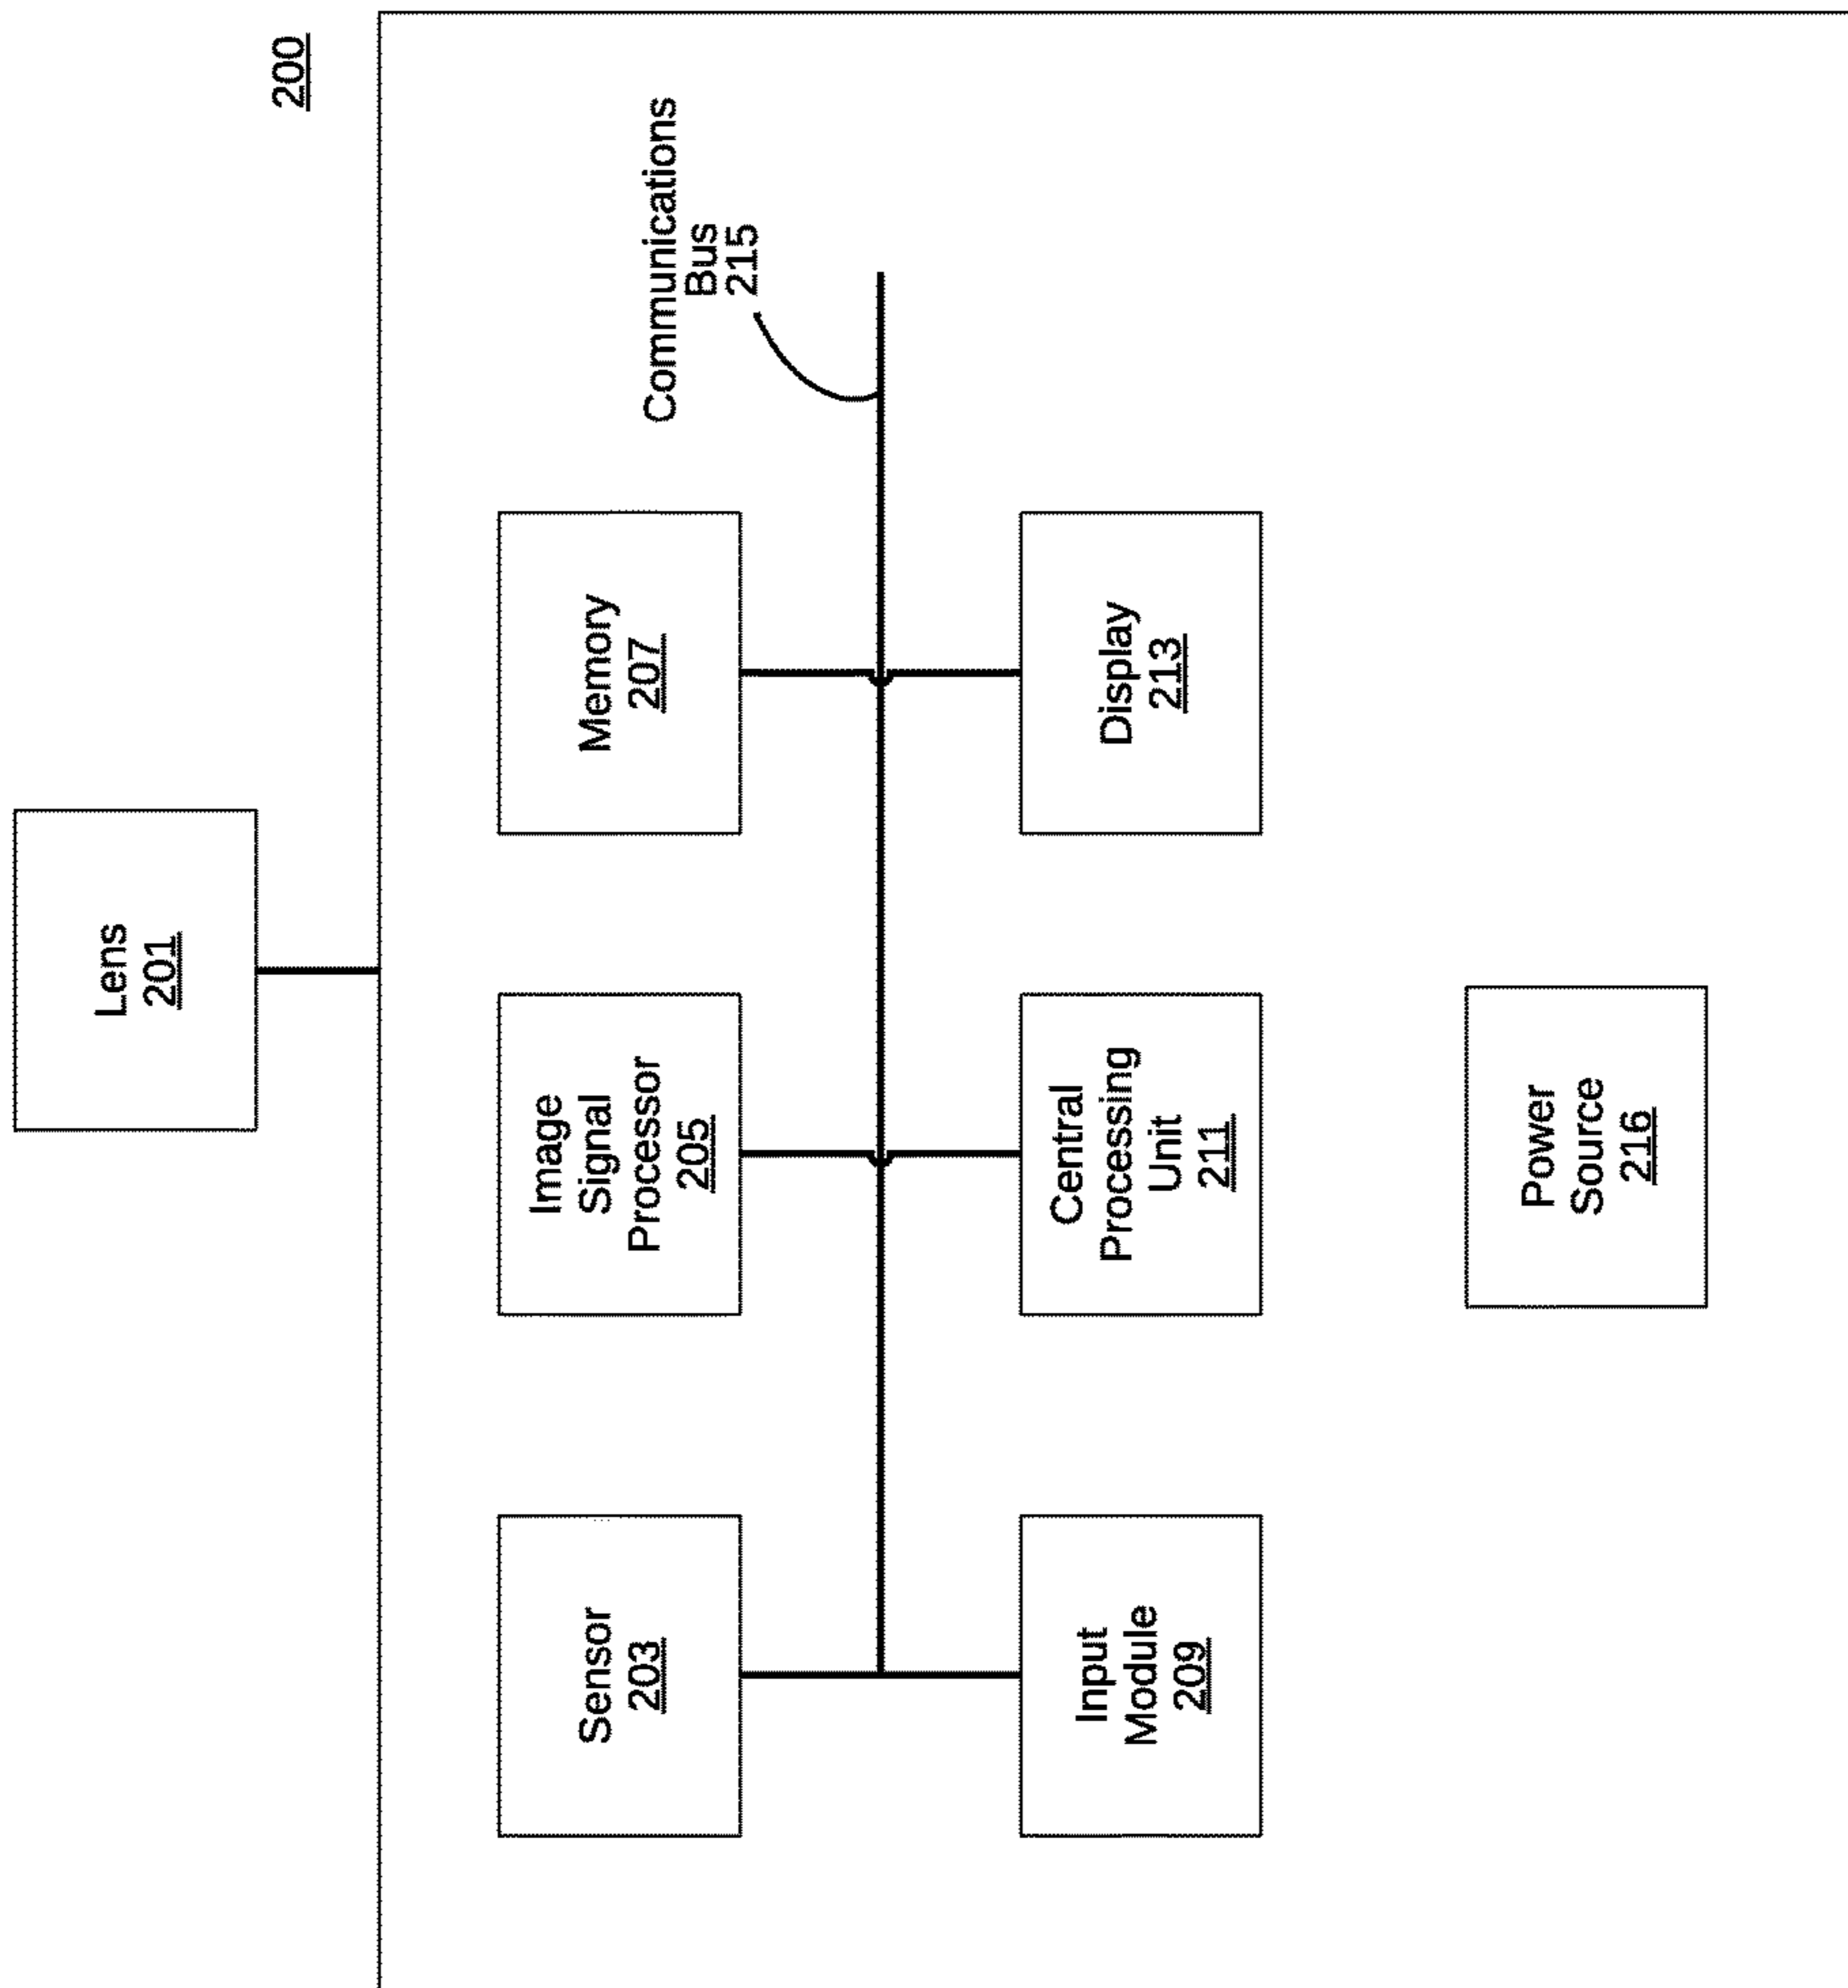 200
Lens
201
Sensor
203
Image
Signal
Processor
205
Memory
207
Communications
Bus
215
Input
Module
209
Central
Processing
Unit
211
Display
213
Power
Source
216